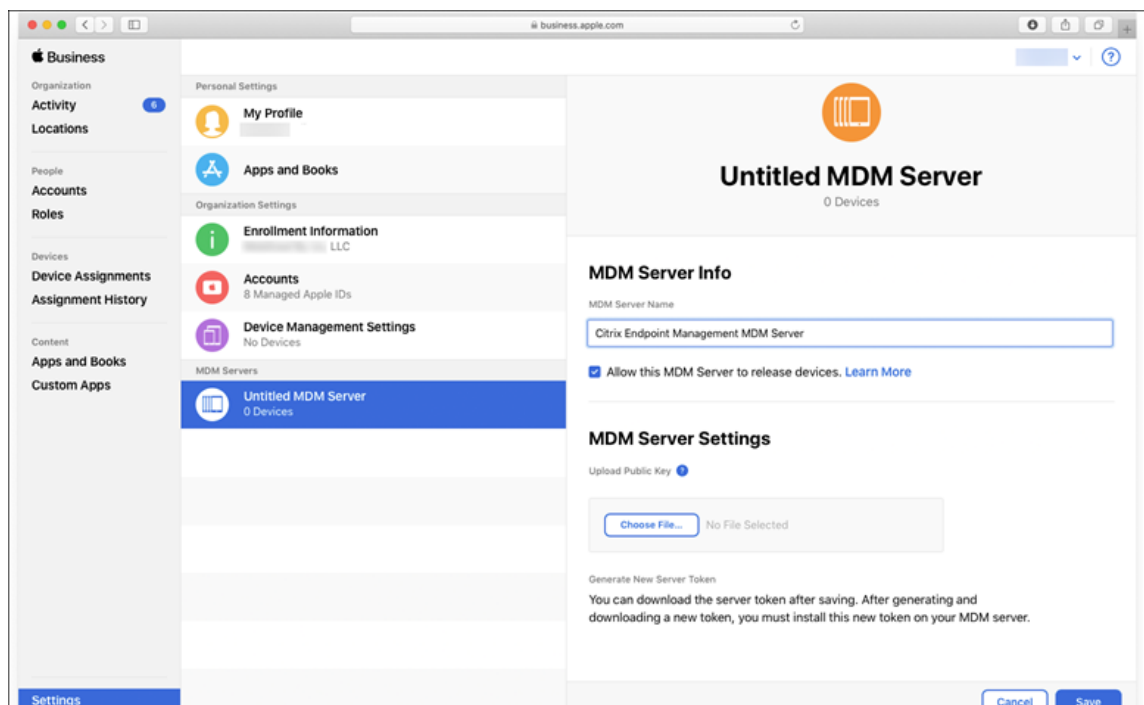 business.apple.com
Business
Organization
Activity
6
Locations
People
Accounts
Roles
Devices
Device Assignments
Assignment History
Content
Apps and Books
Custom Apps
Settings
Personal Settings
My Profile
Apps and Books
Organization Settings
Enrollment Information
LLC
Accounts
8 Managed Apple IDs
Device Management Settings
No Devices
MDM Servers
Untitled MDM Server
0 Devices
Untitled MDM Server
0 Devices
MDM Server Info
MDM Server Name
Citrix Endpoint Management MDM Server
Allow this MDM Server to release devices. Learn More
MDM Server Settings
Upload Public Key ?
Choose File... No File Selected
Generate New Server Token
You can download the server token after saving. After generating and
downloading a new token, you must install this new token on your MDM server.
Cancel Save